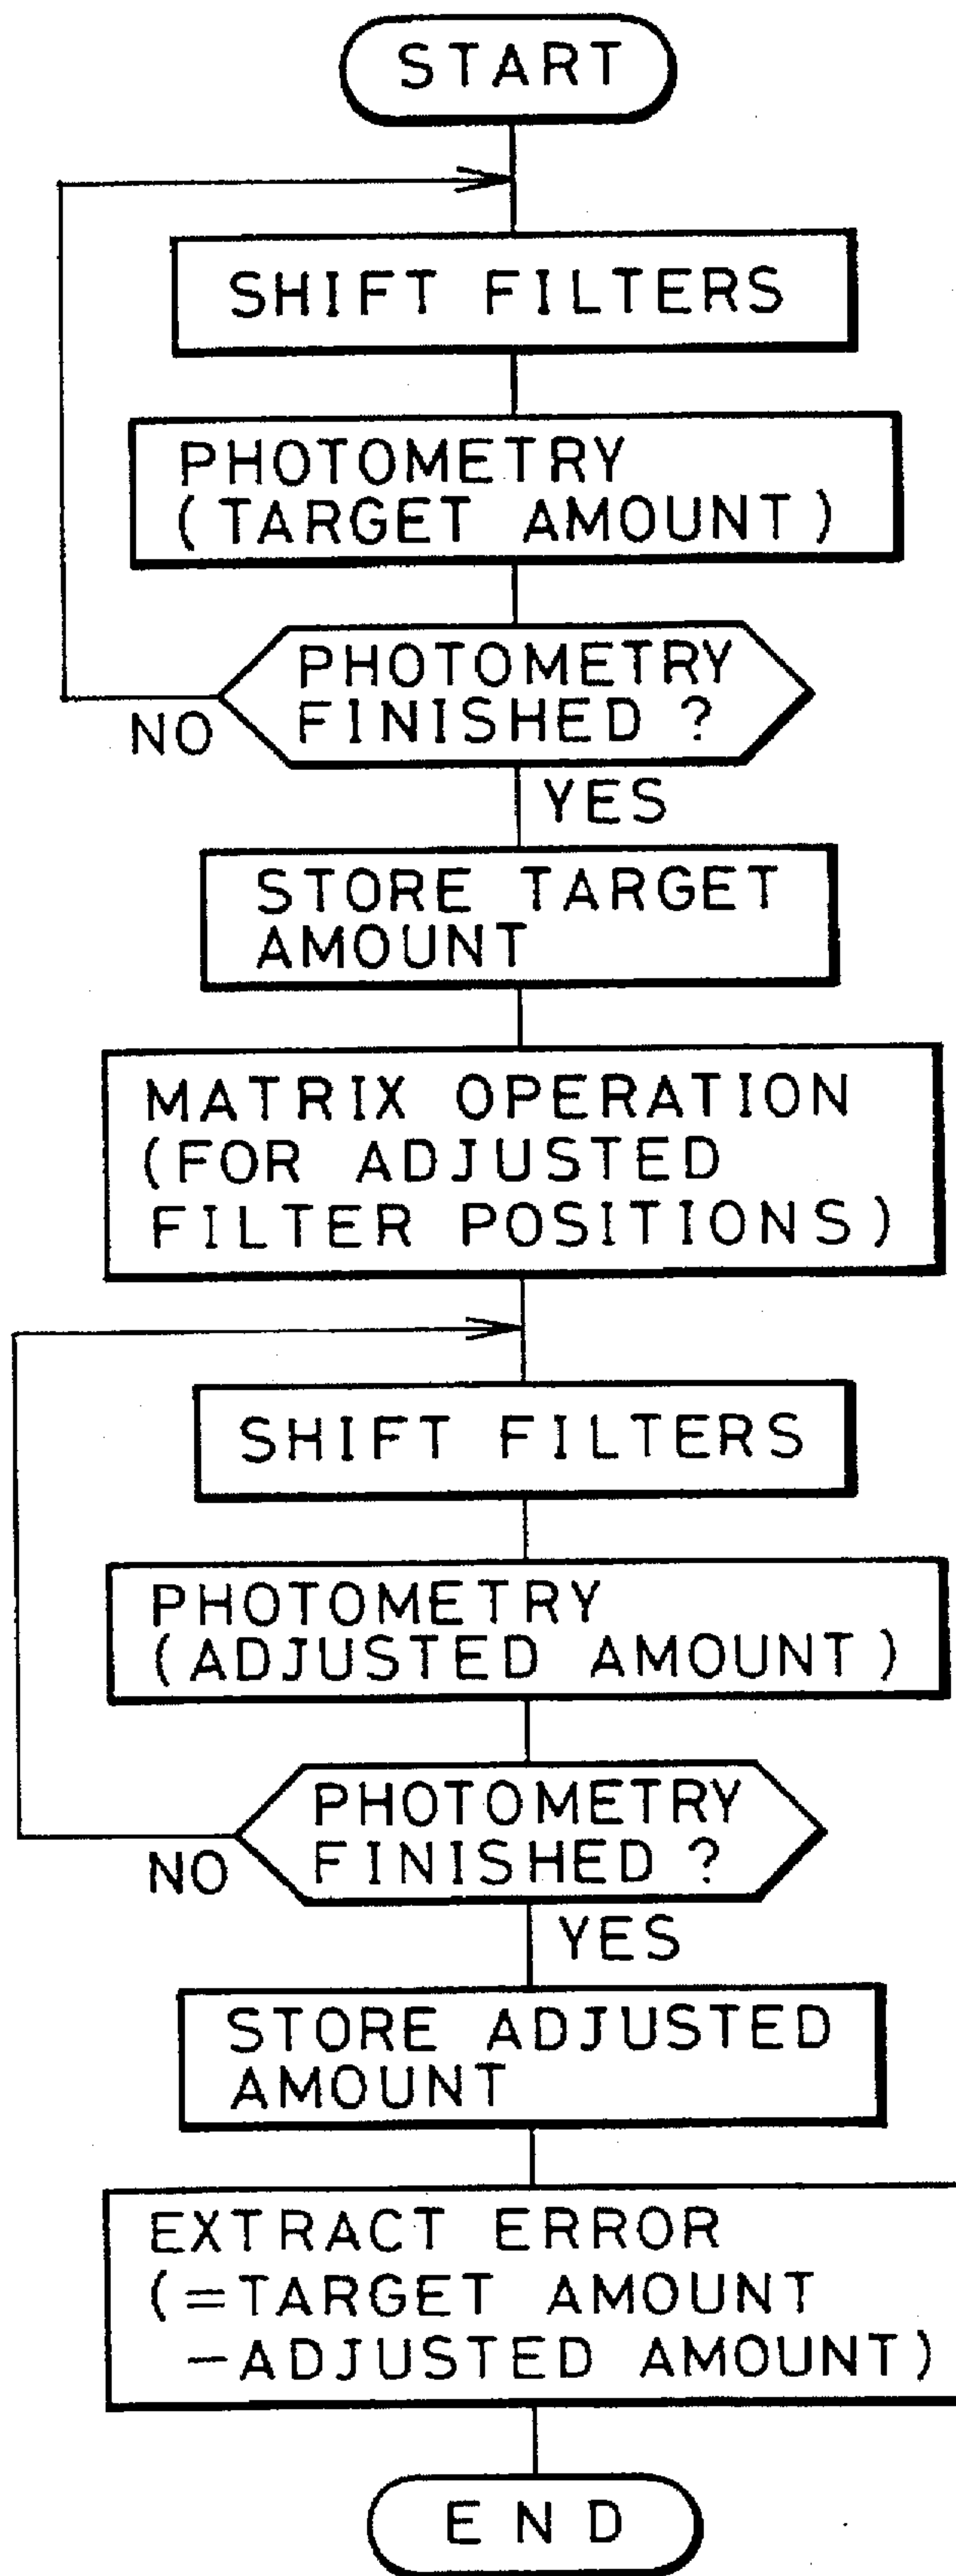 START
SHIFT FILTERS
PHOTOMETRY
(TARGET AMOUNT)
PHOTOMETRY
FINISHED ?
NO
YES
STORE TARGET
AMOUNT
MATRIX OPERATION
(FOR ADJUSTED
FILTER POSITIONS)
SHIFT FILTERS
PHOTOMETRY
(ADJUSTED AMOUNT)
PHOTOMETRY
FINISHED ?
NO
YES
STORE ADJUSTED
AMOUNT
EXTRACT ERROR
(=TARGET AMOUNT
-ADJUSTED AMOUNT)
END